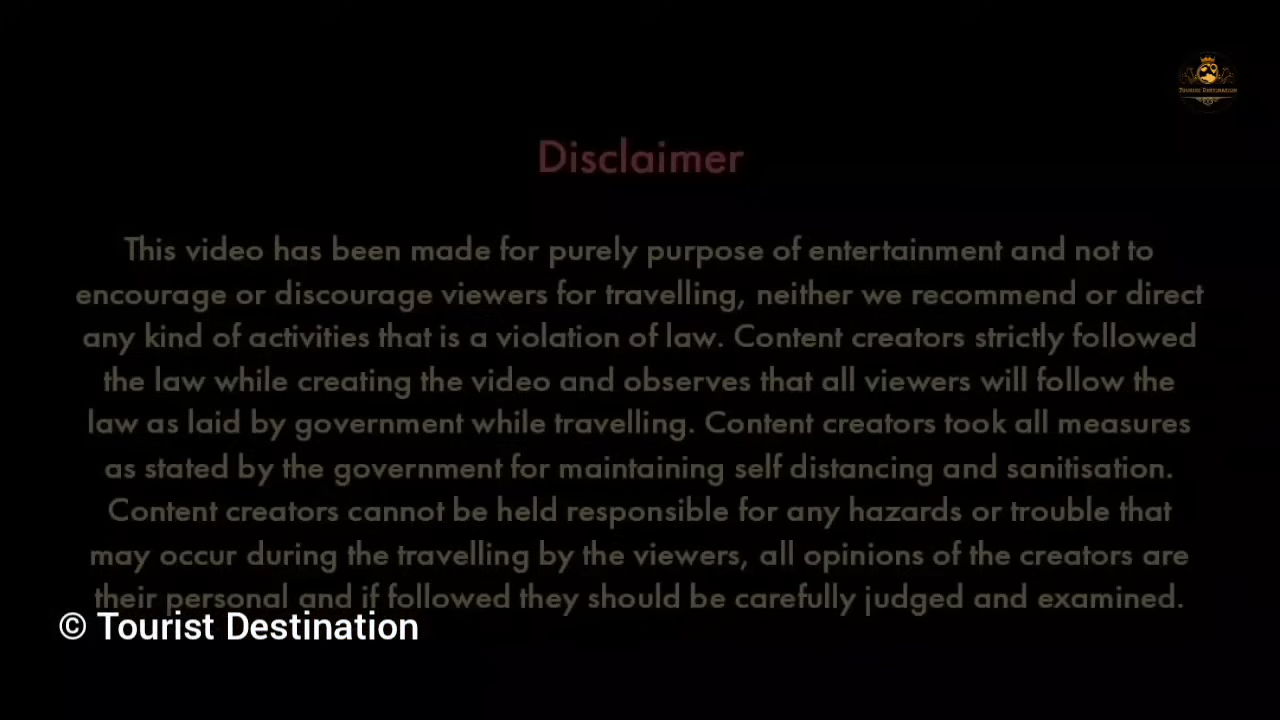 Tourist Destination
Disclaimer
This video has been made for purely purpose of entertainment and not to
encourage or discourage viewers for travelling, neither we recommend or direct
any kind of activities that is a violation of law. Content creators strictly followed
the law while creating the video and observes that all viewers will follow the
law as laid by government while travelling. Content creators took all measures
as stated by the government for maintaining self distancing and sanitisation.
Content creators cannot be held responsible for any hazards or trouble that
may occur during the travelling by the viewers, all opinions of the creators are
their personal and if followed they should be carefully judged and examined.
© Tourist Destination